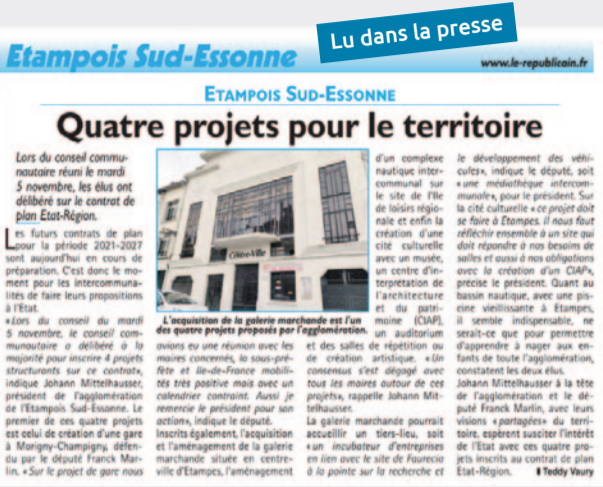 Lu dans la presse
Etampois Sud-Essonne
www.le-republicain.fr
ETAMPOIS SUD-ESSONNE
Quatre projets pour le territoire
Lors du conseil commu-
nautaire réuni le mardi
5 novembre, les élus ont
délibéré sur le contrat de
plan Etat-Région.
Les futurs contrats de plan
pour la période 2021-2027
sont aujourd'hui en cours de
préparation. C'est donc le mo-
ment pour les intercommuna-
lités de faire leurs propositions
à l'Etat.
«Lors du conseil du mardi
5 novembre, le conseil com-
munautaire a délibéré à la
majorité pour inscrire 4 projets
structurants sur ce contrat»,
indique Johann Mittelhausser,
président de l'agglomération
de l'Etampois Sud-Essonne. Le
premier de ces quatre projets
est celui de création d'une gare
à Morigny-Champigny, défen-
du par le député Franck Mar-
lin. «Sur le projet de gare nous
Centre-Ville
L'acquisition de la galerie marchande est l'un
des quatre projets proposés par l'agglomération.
avions eu une réunion avec les
maires concernés, la sous-pré-
fète et Ile-de-France mobili-
tés très positive mais avec un
calendrier contraint. Aussi je
remercie le président pour son
action», indique le député.
Inscrits également, l'acquisition
et l'aménagement de la galerie
marchande située en centre-
ville d'Etampes, l'aménagement
d'un complexe
nautique inter-
communal sur
le site de l'Ile
de loisirs régio-
nale et enfin la
création d'une
cité culturelle
avec un musée,
un centre d'in-
terprétation de
l'architecture
et du patri-
moine (CIAP),
un auditorium
et des salles de répétition ou
de création artistique. «Un
consensus s'est dégagé avec
tous les maires autour de ces
projets», rappelle Johann Mit-
telhausser.
La galerie marchande pourrait
accueillir un tiers-lieu, soit
«un incubateur d'entreprises
en lien avec le site de Faurecia
à la pointe sur la recherche et
le développement des véhi-
cules», indique le député, soit
«une médiathèque intercom-
munale», pour le président. Sur
la cité culturelle «ce projet doit
se faire à Etampes. Il nous faut
réfléchir ensemble à un site qui
doit répondre à nos besoins de
salles et aussi à nos obligations
avec la création d'un CIAP»,
précise le président. Quant au
bassin nautique, avec une pis-
cine vieillissante à Etampes,
il semble indispensable, ne
serait-ce que pour permettre
d'apprendre à nager aux en-
fants de toute l'agglomération,
constatent les deux élus.
Johann Mittelhausser à la tête
de l'agglomération et le dé-
puté Franck Marlin, avec leurs
visions «partagées» du terri-
toire, espèrent susciter l'intérêt
de l'Etat avec ces quatre pro-
jets inscrits au contrat de plan
Etat-Région.
Teddy Vaury